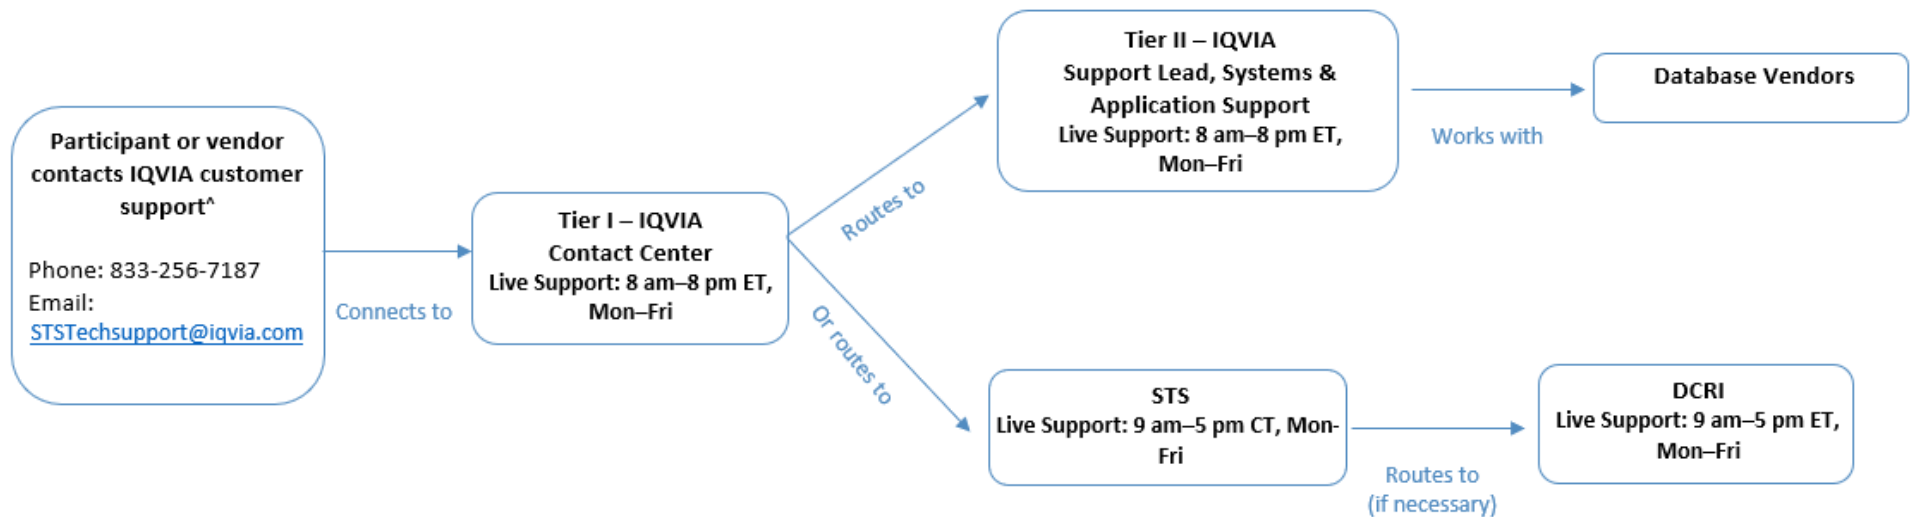 Participant or vendor
contacts IQVIA customer
support^
Phone: 833-256-7187
Email:
STSTechsupport@iqvia.com
Connects to
Tier I – IQVIA
Contact Center
Live Support: 8 am–8 pm ET,
Mon–Fri
Routes to
Or routes to
Tier II – IQVIA
Support Lead, Systems &
Application Support
Live Support: 8 am–8 pm ET,
Mon–Fri
Works with
Database Vendors
STS
Live Support: 9 am–5 pm CT, Mon-
Fri
Routes to
(if necessary)
DCRI
Live Support: 9 am–5 pm ET,
Mon–Fri